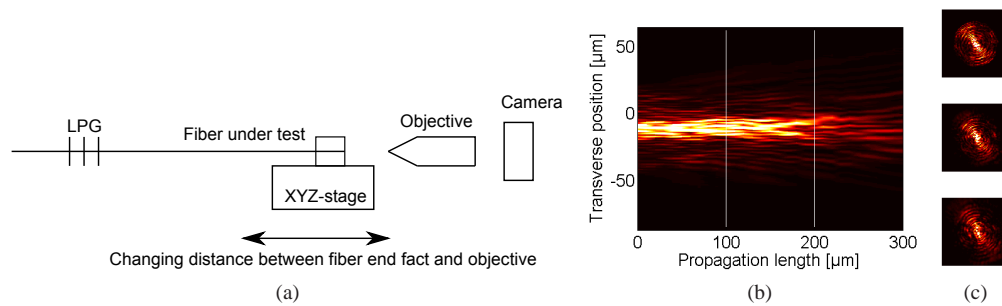 LPG
Fiber under test
Objective
Camera
XYZ-stage
Changing distance between fiber end fact and objective
(a)
Transverse position [µm]
50
0
-50
0 100 200 300
Propagation length [µm]
(b)
(c)